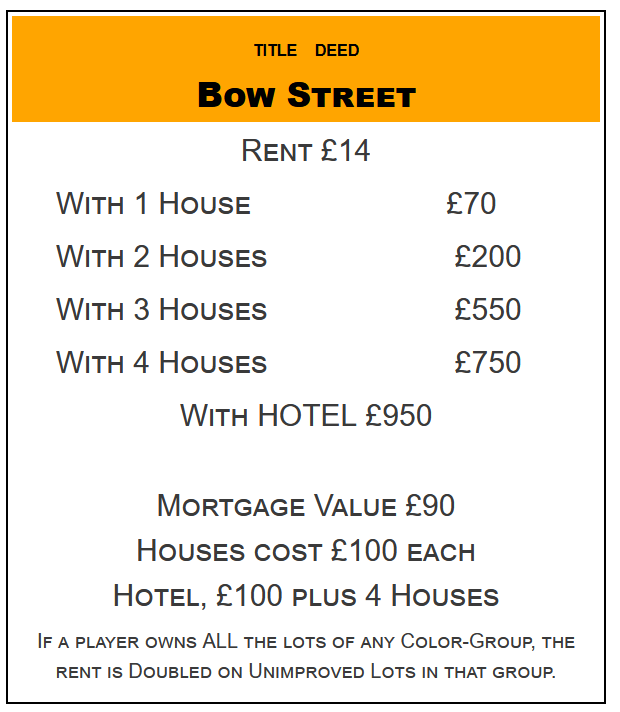 TITLE DEED
BOW STREET
RENT £14
WITH 1 HOUSE £70
WITH 2 HOUSES £200
WITH 3 HOUSES £550
WITH 4 HOUSES £750
WITH HOTEL £950
MORTGAGE VALUE £90
HOUSES COST £100 EACH
HOTEL, £100 PLUS 4 HOUSES
IF A PLAYER OWNS ALL THE LOTS OF ANY COLOR-GROUP, THE
RENT IS DOUBLED ON UNIMPROVED LOTS IN THAT GROUP.